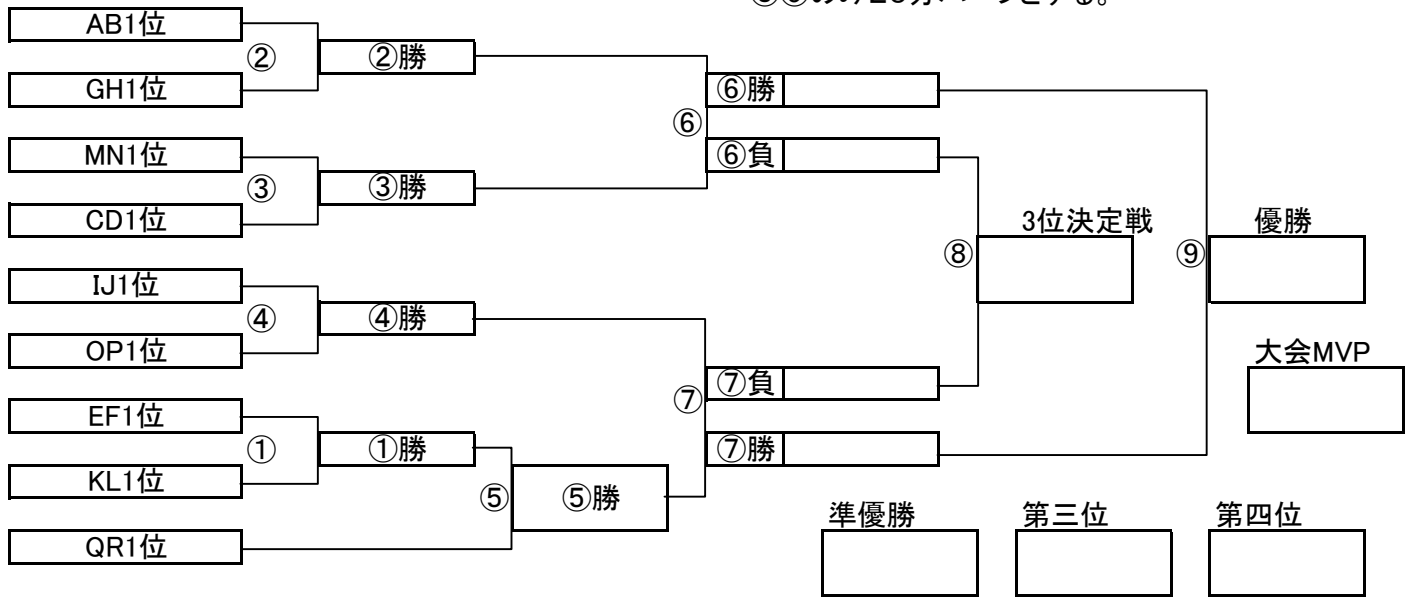 とする。
AB1位
②
②勝
GH1位
⑥勝
⑥
MN1位
⑥負
③
③勝
CD1位
3位決定戦
優勝
⑧
⑨
IJ1位
④
④勝
OP1位
大会MVP
⑦負
⑦
EF1位
①
①勝
⑦勝
KL1位
⑤
⑤勝
準優勝
第三位
第四位
QR1位